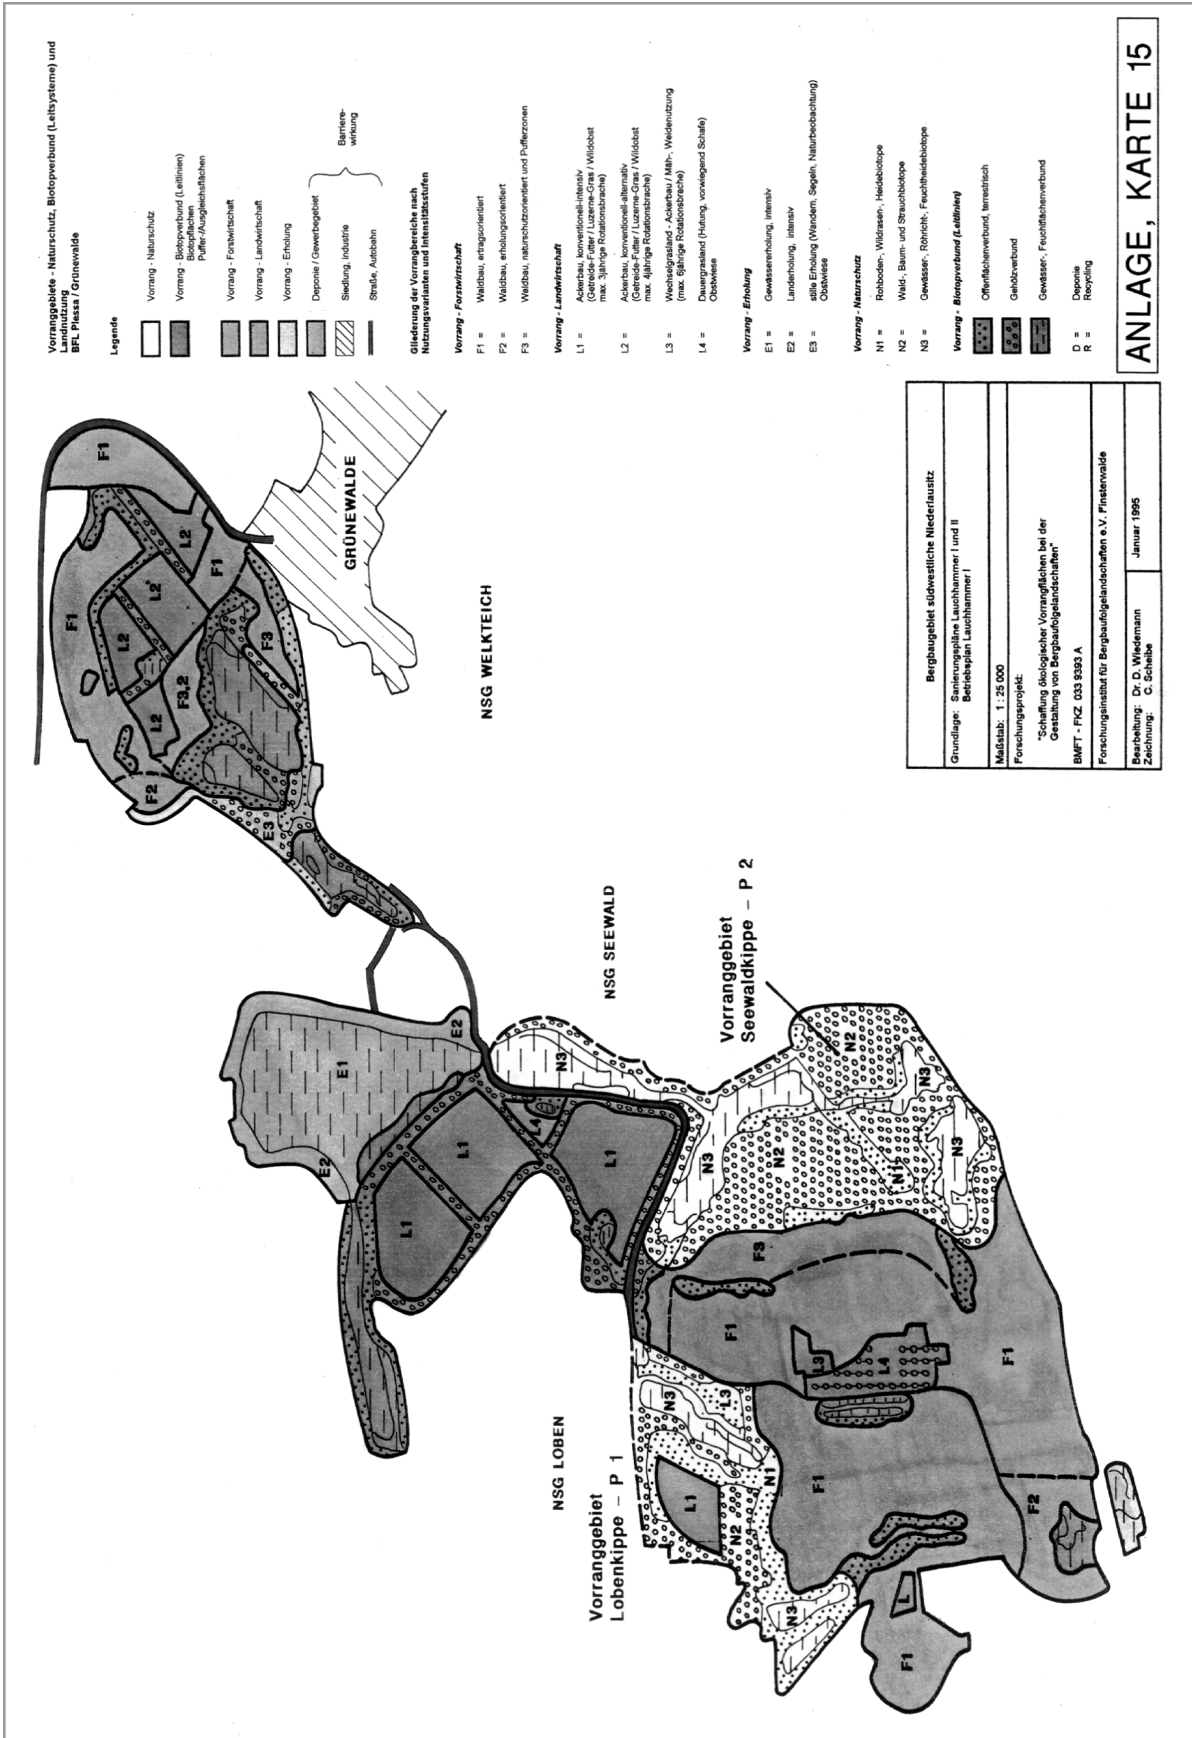 Vorranggebiete - Naturschutz, Biotopverbund (Leitsysteme) und
Landnutzung
BFL Plessa / Grünewalde
Legende
Vorrang - Naturschutz
Vorrang - Biotopverbund (Leitlinien)
Biotopflächen
Puffer-/Ausgleichsflächen
Vorrang - Forstwirtschaft
Vorrang - Landwirtschaft
Vorrang - Erholung
Deponie / Gewerbegebiet
Siedlung, Industrie
Straße, Autobahn
Barriere-
wirkung
Gliederung der Vorrangbereiche nach
Nutzungsvarianten und Intensitätsstufen
Vorrang - Forstwirtschaft
F1 = Waldbau, ertragsorientiert
F2 = Waldbau, erholungsorientiert
F3 = Waldbau, naturschutzorientiert und Pufferzonen
Vorrang - Landwirtschaft
L1 = Ackerbau, konventionell-intensiv
(Getreide-Futter / Luzerne-Gras / Wildobst
max. 3jährige Rotationsbrache)
L2 = Ackerbau, konventionell-alternativ
(Getreide-Futter / Luzerne-Gras / Wildobst
max. 4jährige Rotationsbrache)
L3 = Wechselgrasland - Ackerbau / Mäh-, Weidenutzung
(max. 6jährige Rotationsbrache)
L4 = Dauergrasland (Hutung, vorwiegend Schafe)
Obstwiese
Vorrang - Erholung
E1 = Gewässererholung, intensiv
E2 = Landerholung, intensiv
E3 = stille Erholung (Wandern, Segeln, Naturbeobachtung)
Obstwiese
Vorrang - Naturschutz
N1 = Rohboden-, Wildrasen-, Heidebiotope
N2 = Wald-, Baum- und Strauchbiotope
N3 = Gewässer-, Röhricht-, Feuchtheidebiotope
Vorrang - Biotopverbund (Leitlinien)
Offenflächenverbund, terrestrisch
Gehölzverbund
Gewässer-, Feuchtflächenverbund
D = Deponie
R = Recycling
ANLAGE, KARTE 15
F1
F1
L2
L2
L2
L2
F1
F3,2
F3
F2
E3
GRÜNEWALDE
NSG WELKTEICH
E1
E2
E2
N3
NSG SEEWALD
L1
L4
L1
L1
Vorranggebiet
Seewaldkippe - P 2
N2
N3
N3
N2
N1
N3
F3
F1
L3
L4
F1
NSG LOBEN
Vorranggebiet
Lobenkippe - P 1
N3
L3
N1
L1
N2
F1
N3
F2
L
F1
Bergbaugebiet südwestliche Niederlausitz
Grundlage: Sanierungspläne Lauchhammer I und II
Betriebsplan Lauchhammer I
Maßstab: 1 : 25 000
Forschungsprojekt:
"Schaffung ökologischer Vorrangflächen bei der
Gestaltung von Bergbaufolgelandschaften"
BMFT - FKZ 033 9393 A
Forschungsinstitut für Bergbaufolgelandschaften e.V. Finsterwalde
Bearbeitung: Dr. D. Wiedemann
Zeichnung: C. Scheibe
Januar 1995